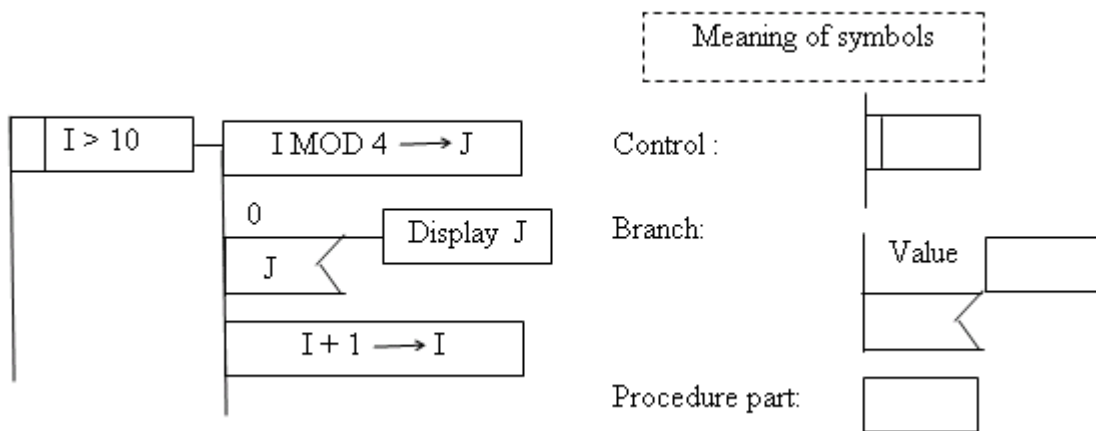 Meaning of symbols
I > 10
I MOD 4 ⟶ J
Control :
0
Display J
J
I + 1 ⟶ I
Branch:
Value
Procedure part: